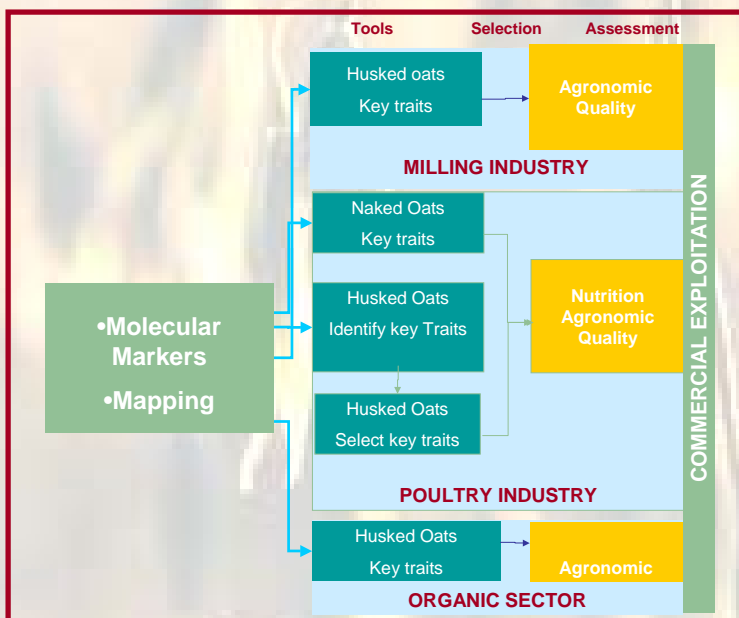 Tools Selection Assessment
Husked oats
Key traits
Agronomic
Quality
MILLING INDUSTRY
Naked Oats
Key traits
•Molecular
Markers
•Mapping
Husked Oats
Identify key Traits
Nutrition
Agronomic
Quality
Husked Oats
Select key traits
POULTRY INDUSTRY
Husked Oats
Key traits
Agronomic
ORGANIC SECTOR
COMMERCIAL EXPLOITATION